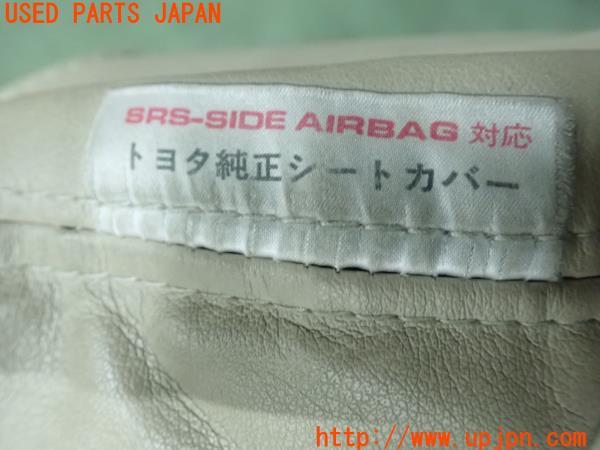 USED PARTS JAPAN
SRS-SIDE AIRBAG 対応
トヨタ純正シートカバー
http://www.upjpn.com